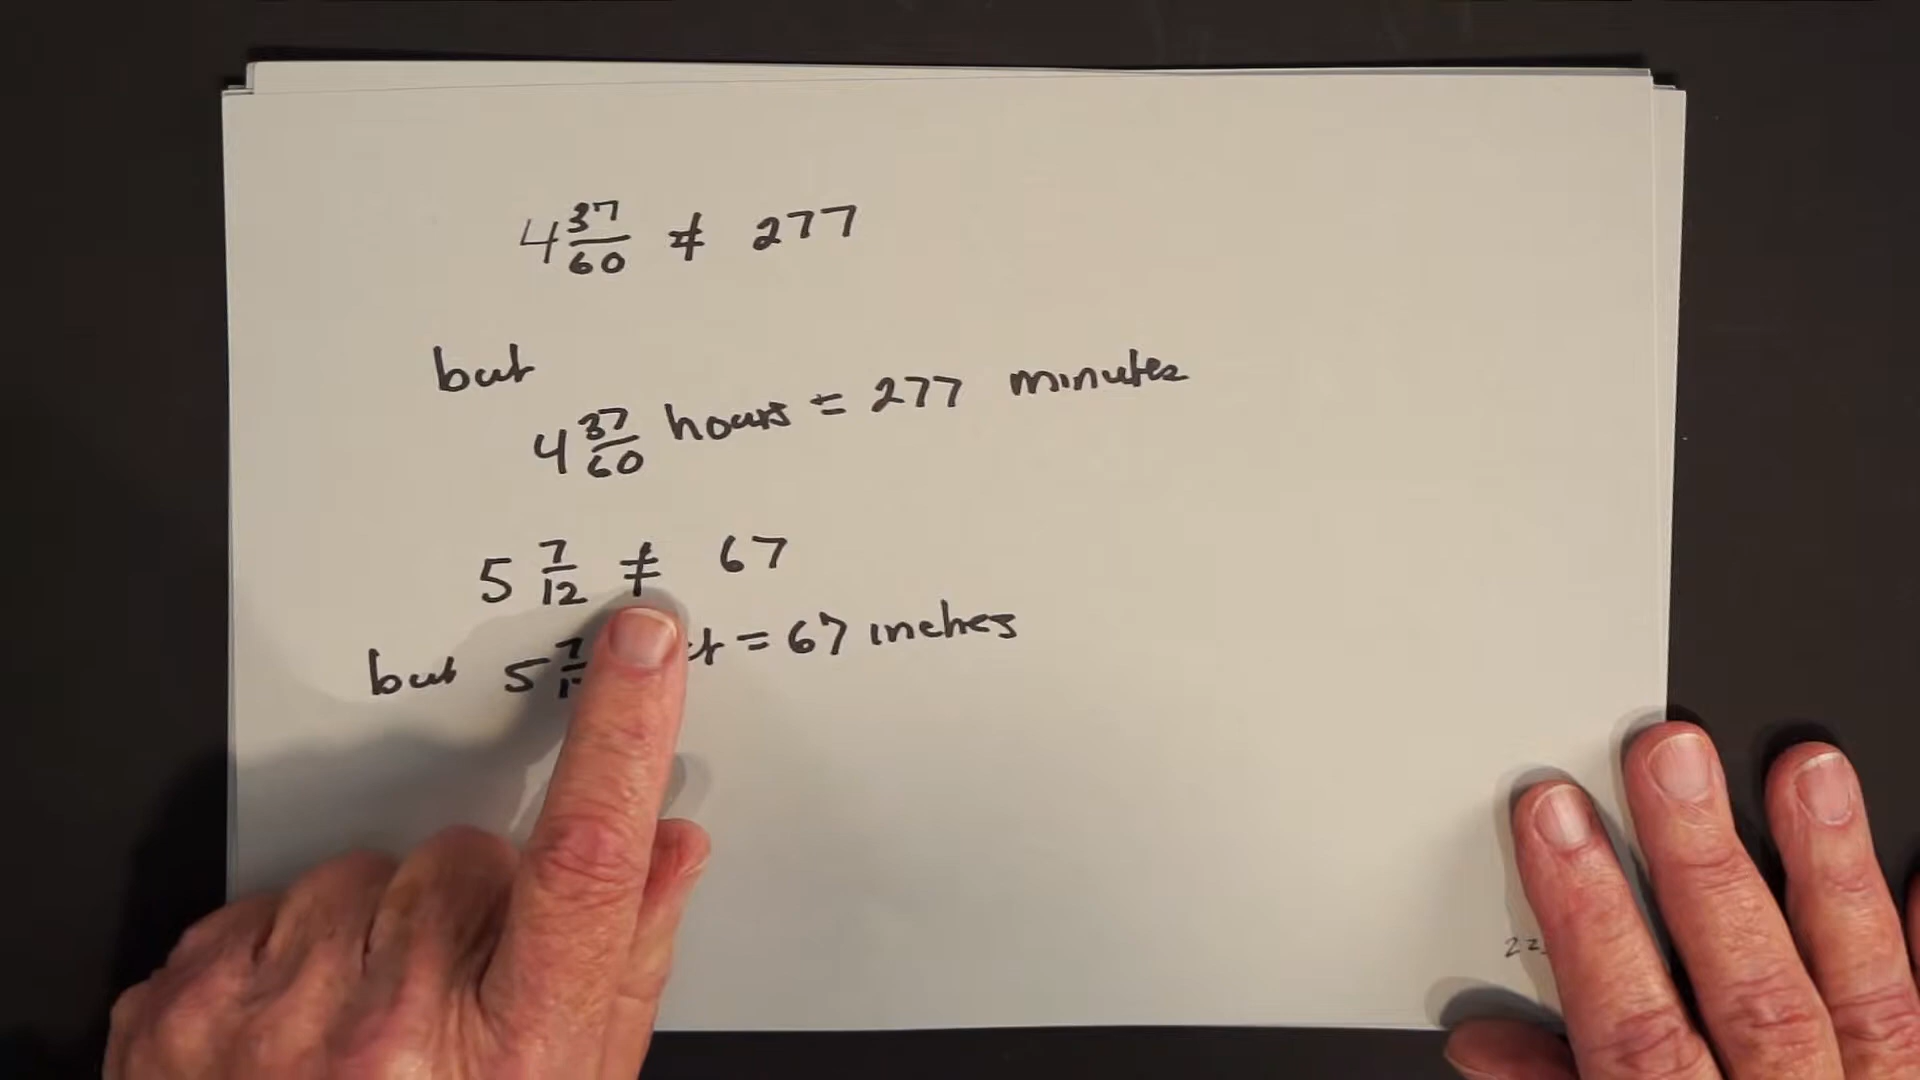 4 37/60 ≠ 277
but
4 37/60 hours = 277 minutes
5 7/12 ≠ 67
but 5 = 67 inches